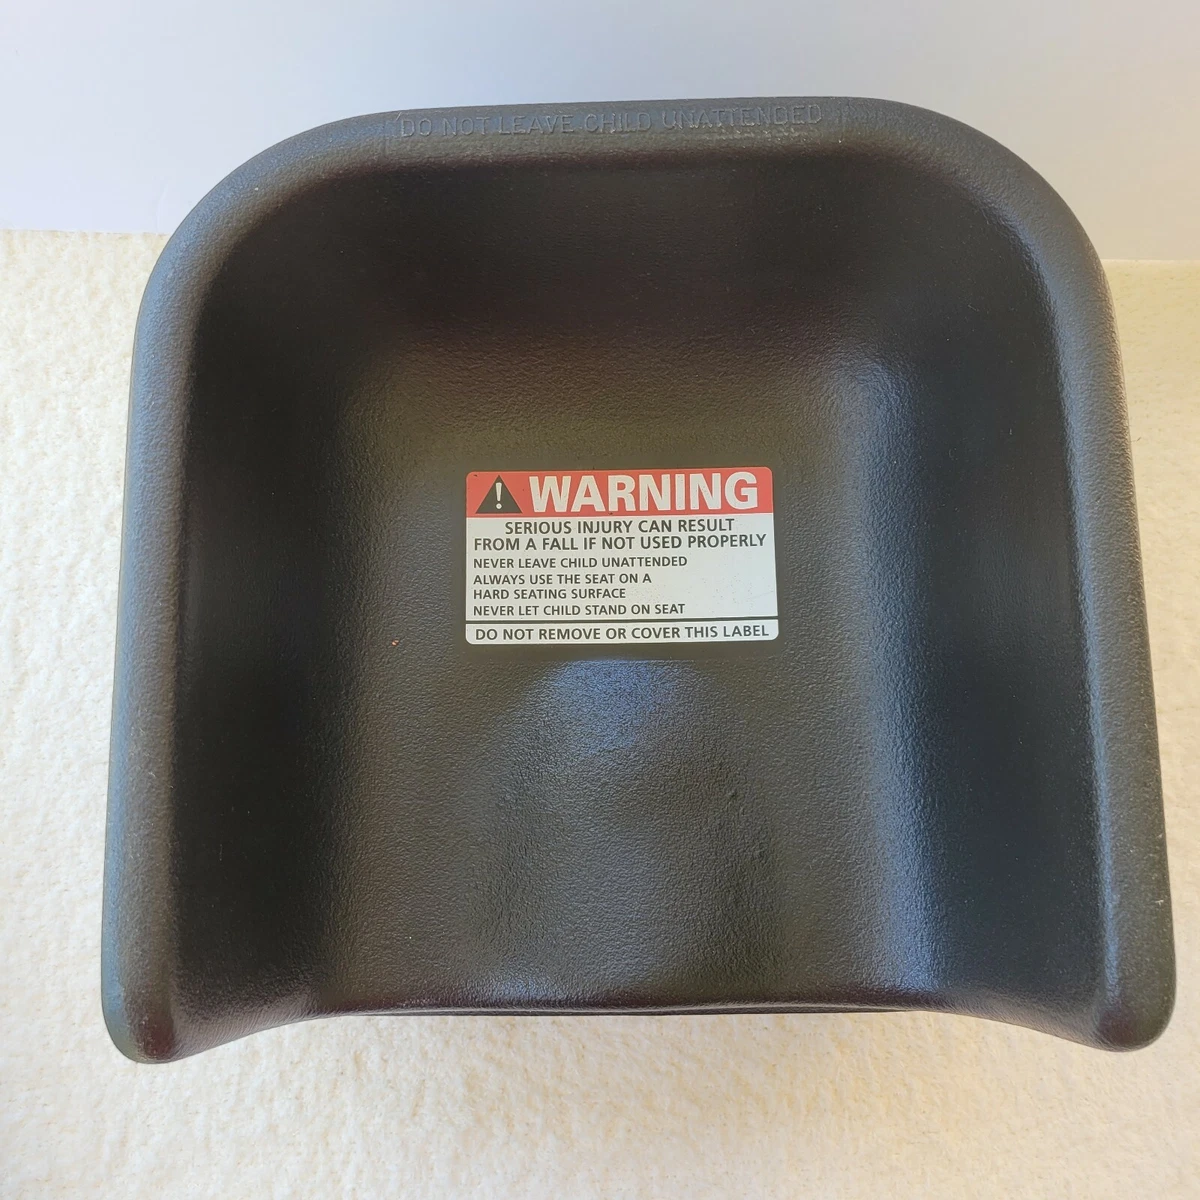 DO NOT LEAVE CHILD UNATTENDED
WARNING
SERIOUS INJURY CAN RESULT
FROM A FALL IF NOT USED PROPERLY
NEVER LEAVE CHILD UNATTENDED
ALWAYS USE THE SEAT ON A
HARD SEATING SURFACE
NEVER LET CHILD STAND ON SEAT
DO NOT REMOVE OR COVER THIS LABEL